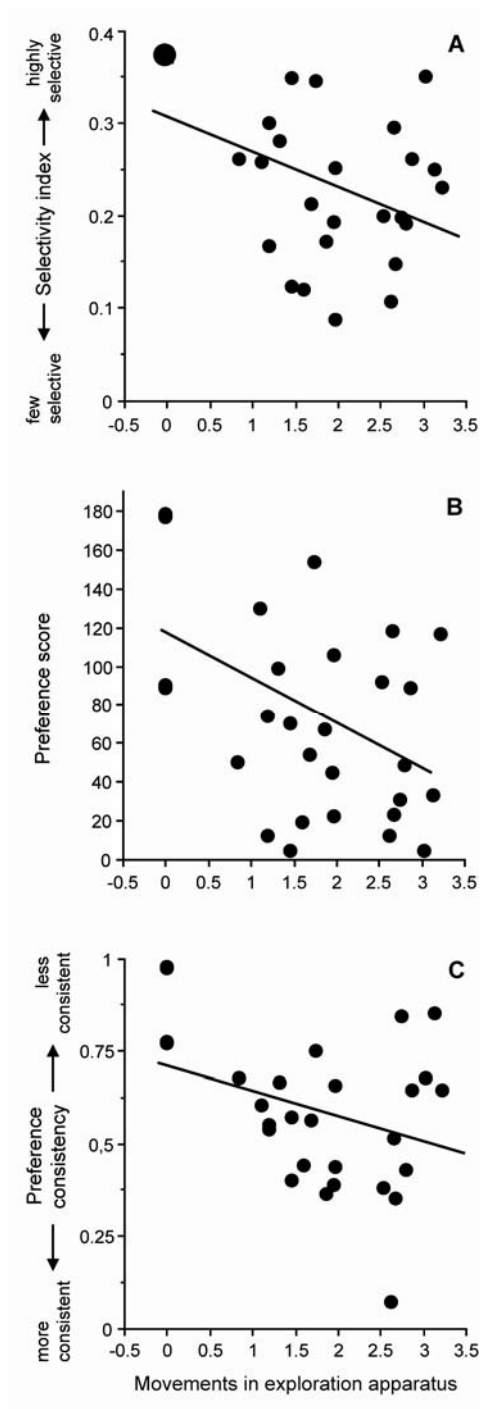 A
highly
selective
Selectivity index
few
selective
0.4
0.3
0.2
0.1
0
-0.5 0 0.5 1 1.5 2 2.5 3 3.5
B
Preference score
180
160
140
120
100
80
60
40
20
0
-0.5 0 0.5 1 1.5 2 2.5 3 3.5
C
less
consistent
Preference
consistency
more
consistent
1
0.75
0.5
0.25
0
-0.5 0 0.5 1 1.5 2 2.5 3 3.5
Movements in exploration apparatus